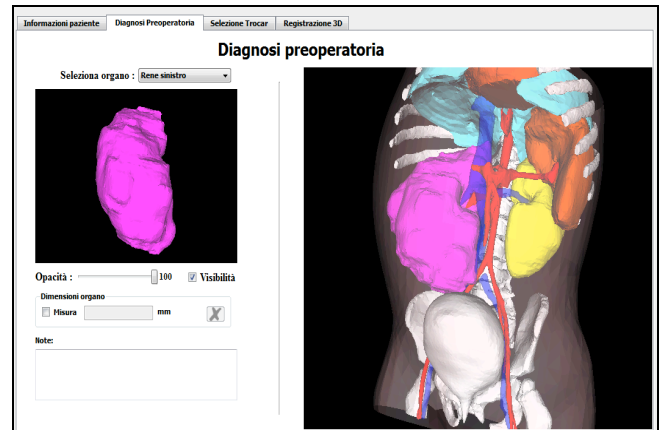 Informazioni paziente
Diagnosi Preoperatoria
Selezione Trocar
Registrazione 3D
Diagnosi preoperatoria
Seleziona organo : Rene sinistro
Opacità : 100 Visibilità
Dimensioni organo
Misura mm X
Note: